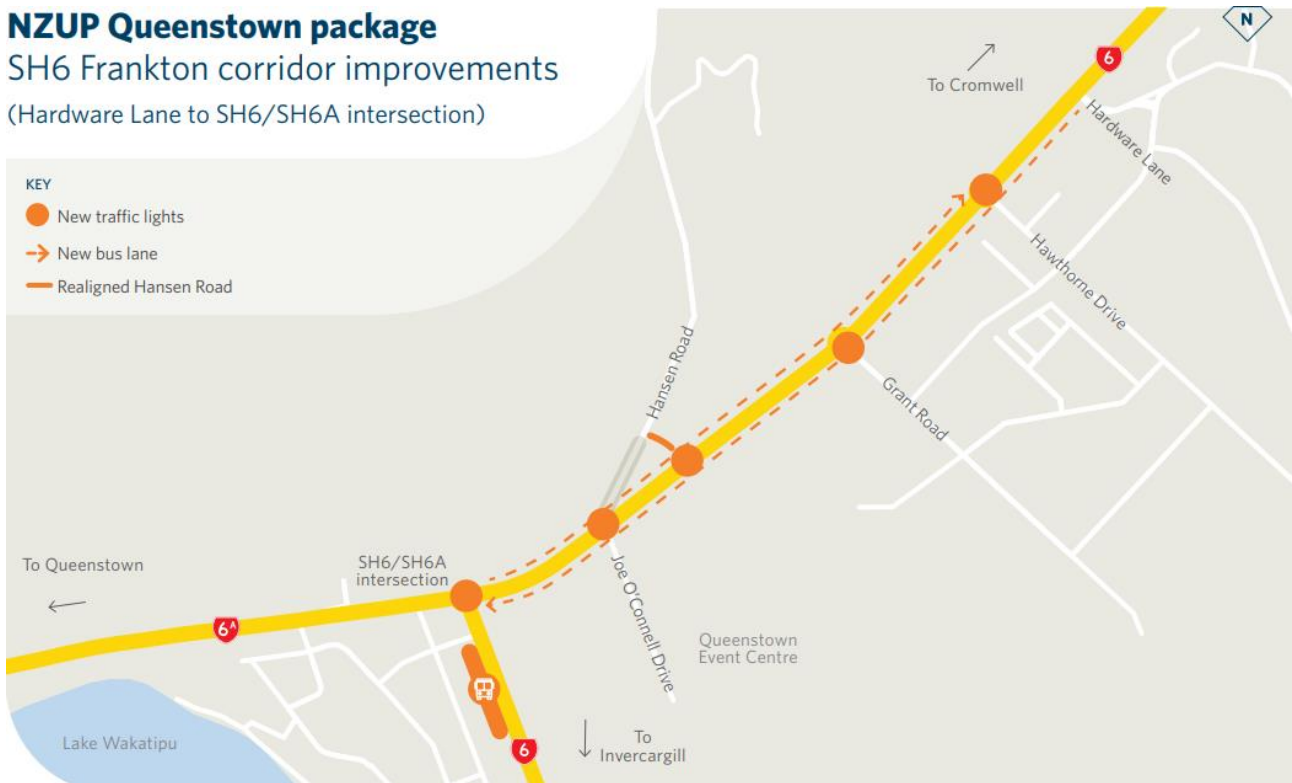 NZUP Queenstown package
SH6 Frankton corridor improvements
(Hardware Lane to SH6/SH6A intersection)
KEY
New traffic lights
New bus lane
Realigned Hansen Road
N
6
To Cromwell
Hardware Lane
Hawthorne Drive
Hansen Road
Grant Road
To Queenstown
SH6/SH6A
intersection
6A
Joe O'Connell Drive
Queenstown
Event Centre
Lake Wakatipu
To
Invercargill
6